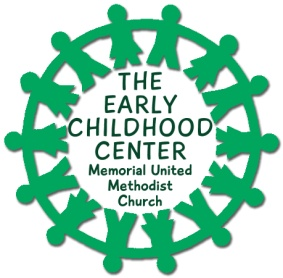 THE
EARLY
CHILDHOOD
CENTER
Memorial United
Methodist
Church